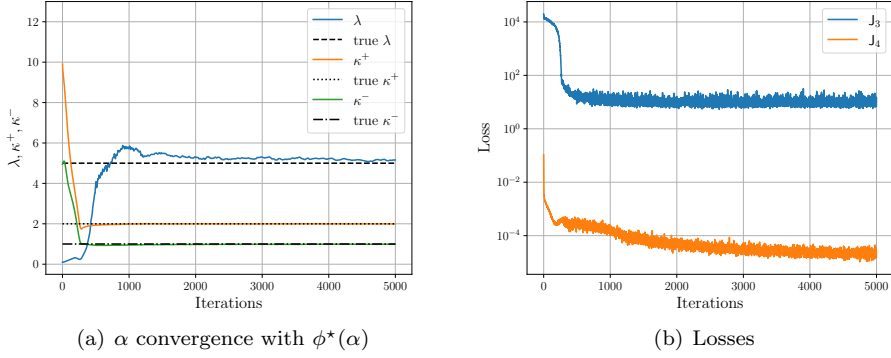 12
10
8
6
4
2
0
λ, κ⁺, κ⁻
0 1000 2000 3000 4000 5000
Iterations
λ
true λ
κ⁺
true κ⁺
κ⁻
true κ⁻
(a) α convergence with ϕ*(α)
10⁴
10²
10⁰
10⁻²
10⁻⁴
Loss
0 1000 2000 3000 4000 5000
Iterations
J₃
J₄
(b) Losses